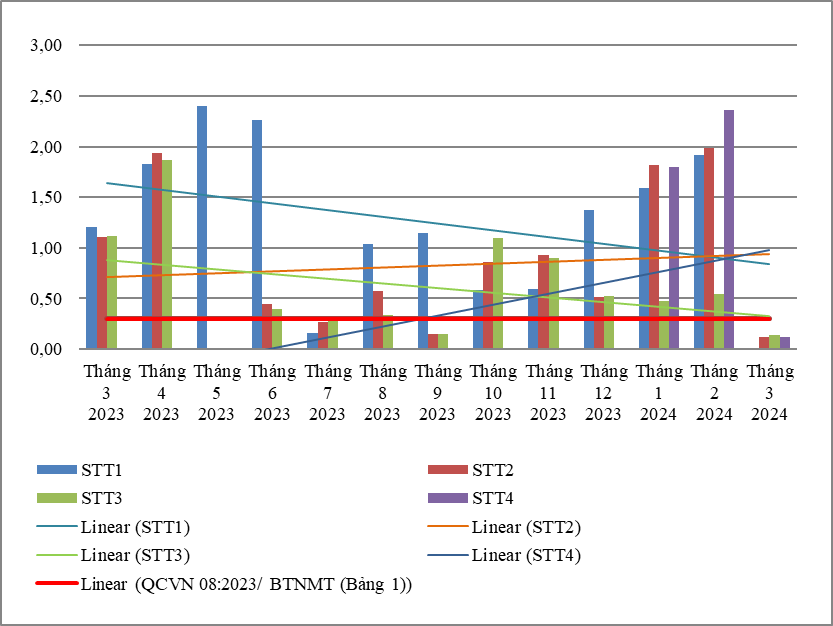 3,00
2,50
2,00
1,50
1,00
0,50
0,00
Tháng Tháng Tháng Tháng Tháng Tháng Tháng Tháng Tháng Tháng Tháng Tháng Tháng
3 4 5 6 7 8 9 10 11 12 1 2 3
2023 2023 2023 2023 2023 2023 2023 2023 2023 2023 2024 2024 2024
STT1 STT2
STT3 STT4
Linear (STT1) Linear (STT2)
Linear (STT3) Linear (STT4)
Linear (QCVN 08:2023/ BTNMT (Bảng 1))